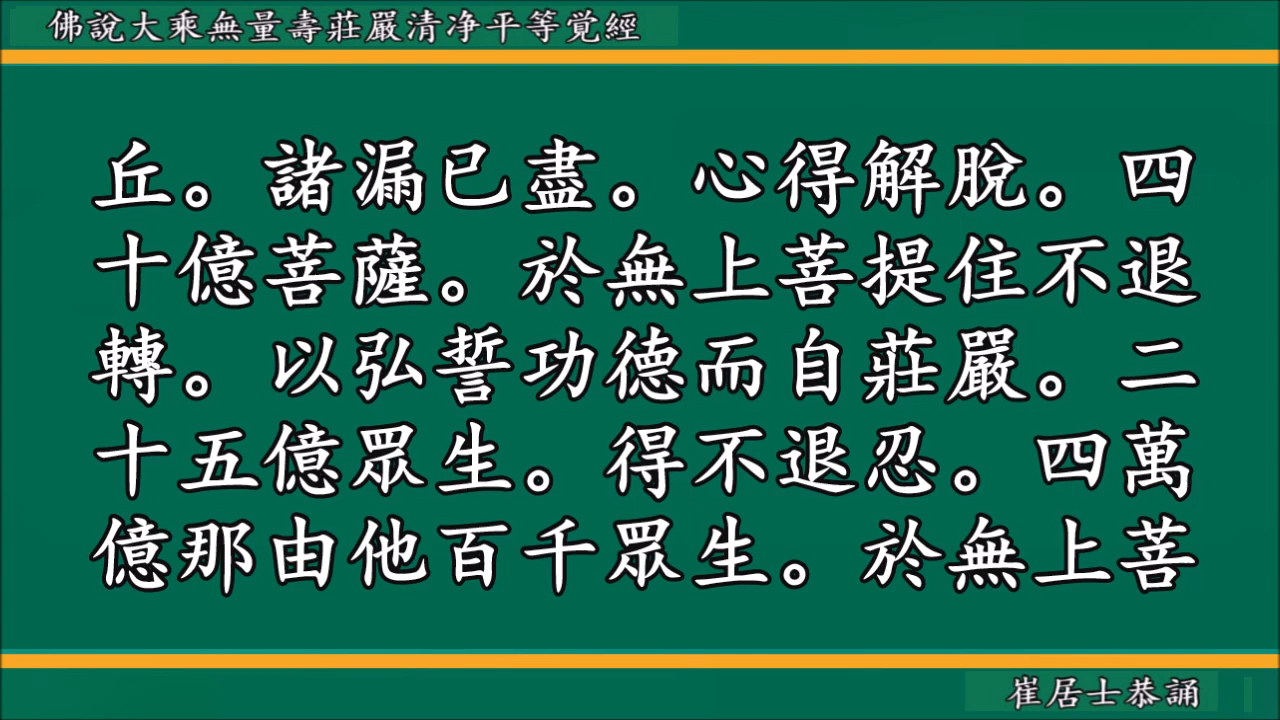 佛說大乘無量壽莊嚴清净平等覚經
丘。諸漏已盡。心得解脫。四
十億菩薩。於無上菩提住不退
轉。以弘誓功德而自莊嚴。二
十五億眾生。得不退忍。四萬
億那由他百千眾生。於無上菩
崔居士恭誦